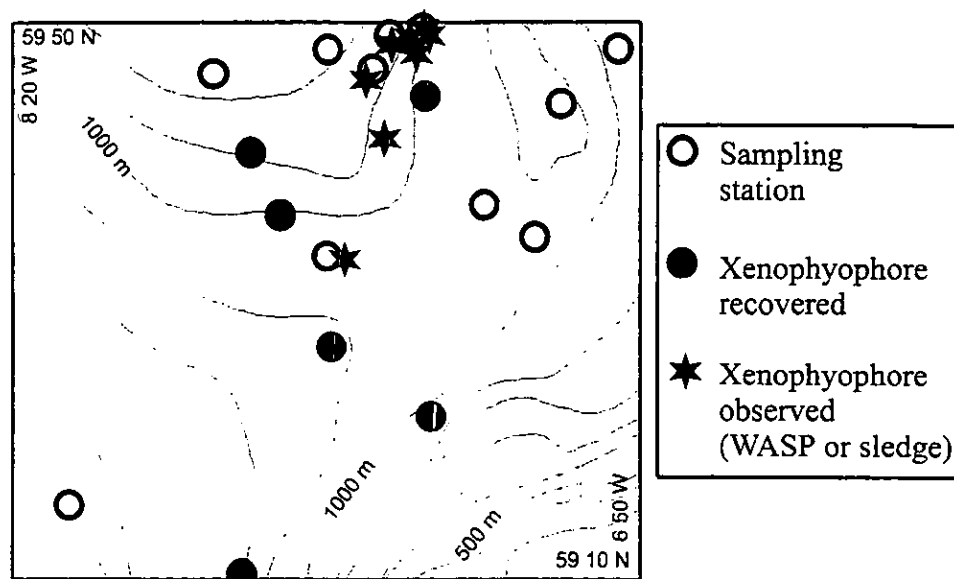 59 50 N
8 20 W
1000 m
1000 m
500 m
6 50 W
59 10 N
Sampling
station
Xenophyophore
recovered
Xenophyophore
observed
(WASP or sledge)